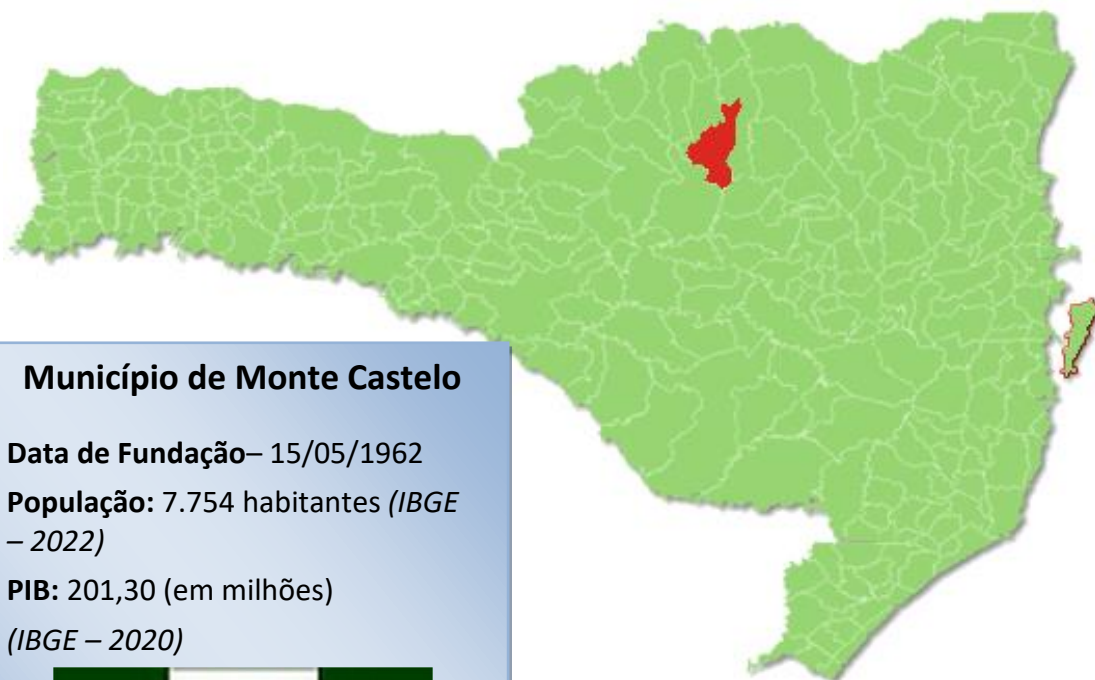 Município de Monte Castelo
Data de Fundação– 15/05/1962
População: 7.754 habitantes (IBGE
– 2022)
PIB: 201,30 (em milhões)
(IBGE – 2020)